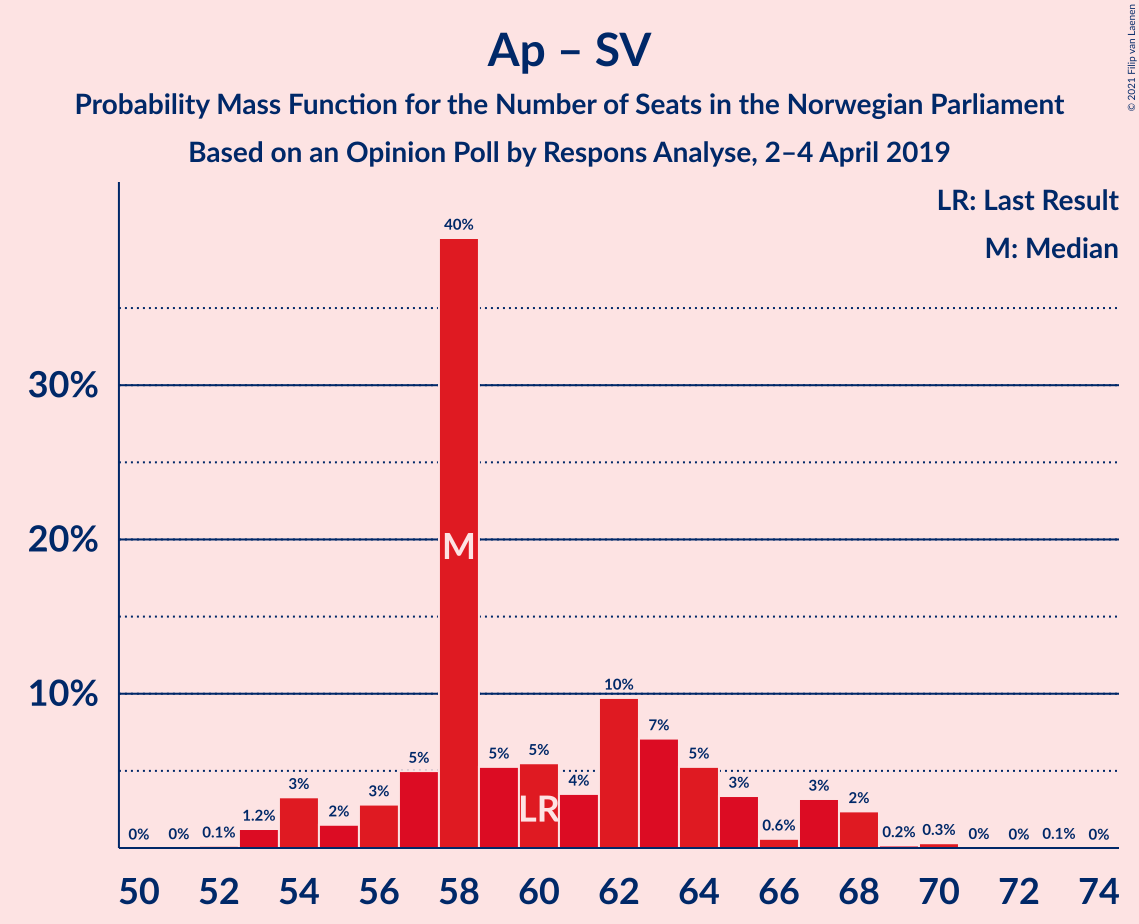 Ap – SV
Probability Mass Function for the Number of Seats in the Norwegian Parliament
Based on an Opinion Poll by Respons Analyse, 2–4 April 2019
© 2021 Filip van Laenen
LR: Last Result
M: Median
30%
20%
10%
0% 0% 0.1% 1.2% 3% 2% 3% 5% 40% 5% 5% 4% 10% 7% 5% 3% 0.6% 3% 2% 0.2% 0.3% 0% 0% 0.1% 0%
M
LR
50 52 54 56 58 60 62 64 66 68 70 72 74